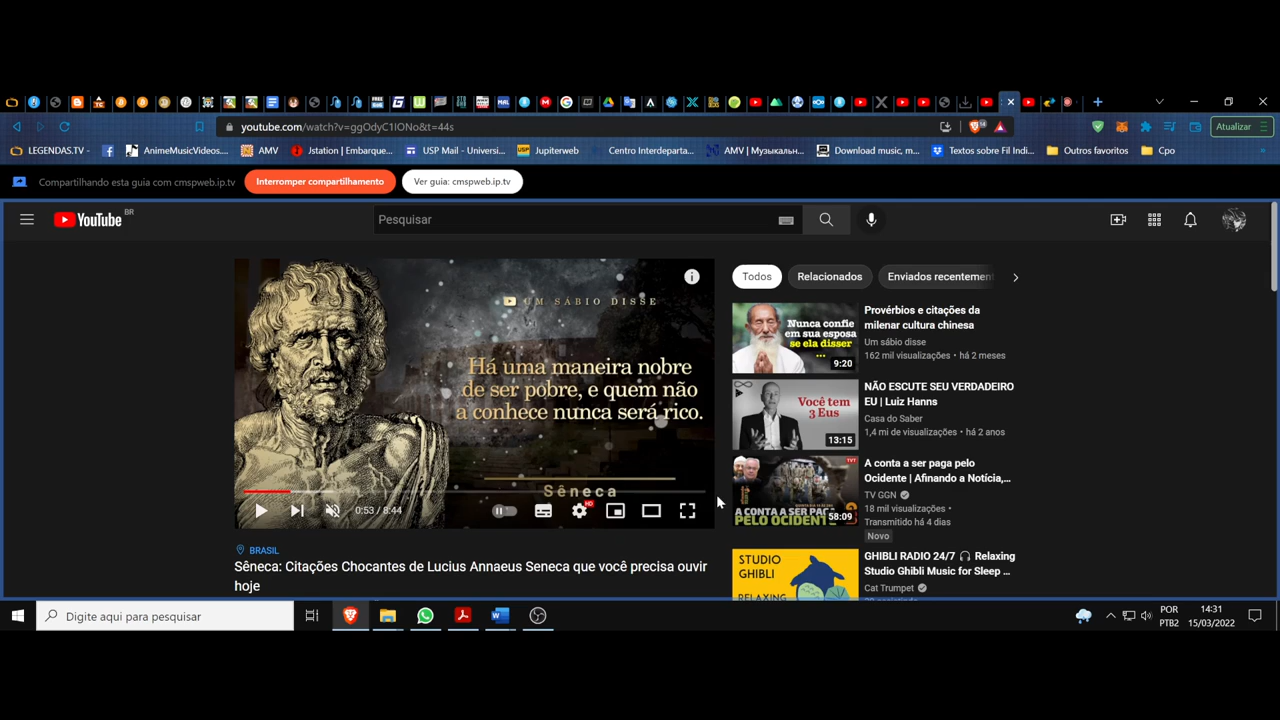 youtube.com/watch?v=ggOdyC1IONo&t=44s
Atualizar
LEGENDAS.TV -
AnimeMusicVideos...
AMV
Jstation | Embarque...
USP Mail - Universi...
Jupiterweb
Centro Interdeparta...
AMV | Музыкальн...
Download music, m...
Textos sobre Fil Indi...
Outros favoritos
Cpo
Compartilhando esta guia com cmspweb.ip.tv
Interromper compartilhamento
Ver guia: cmspweb.ip.tv
YouTube BR
Pesquisar
Todos
Relacionados
Enviados recentement
UM SÁBIO DISSE
Há uma maneira nobre
de ser pobre, e quem não
a conhece nunca será rico.
Sêneca
0:53 / 8:44
HD
BRASIL
Sêneca: Citações Chocantes de Lucius Annaeus Seneca que você precisa ouvir
hoje
Nunca confie
em sua esposa
se ela disser
...
9:20
Provérbios e citações da
milenar cultura chinesa
Um sábio disse
162 mil visualizações • há 2 meses
Você tem
3 Eus
13:15
NÃO ESCUTE SEU VERDADEIRO
EU | Luiz Hanns
Casa do Saber
1,4 mi de visualizações • há 2 anos
TVT
A CONTA A SER PAGA
PELO OCIDENT
58:09
A conta a ser paga pelo
Ocidente | Afinando a Notícia,...
TV GGN
18 mil visualizações •
Transmitido há 4 dias
Novo
STUDIO
GHIBLI
RELAXING
GHIBLI RADIO 24/7 🎧 Relaxing
Studio Ghibli Music for Sleep ...
Cat Trumpet
Digite aqui para pesquisar
POR
PTB2
14:31
15/03/2022